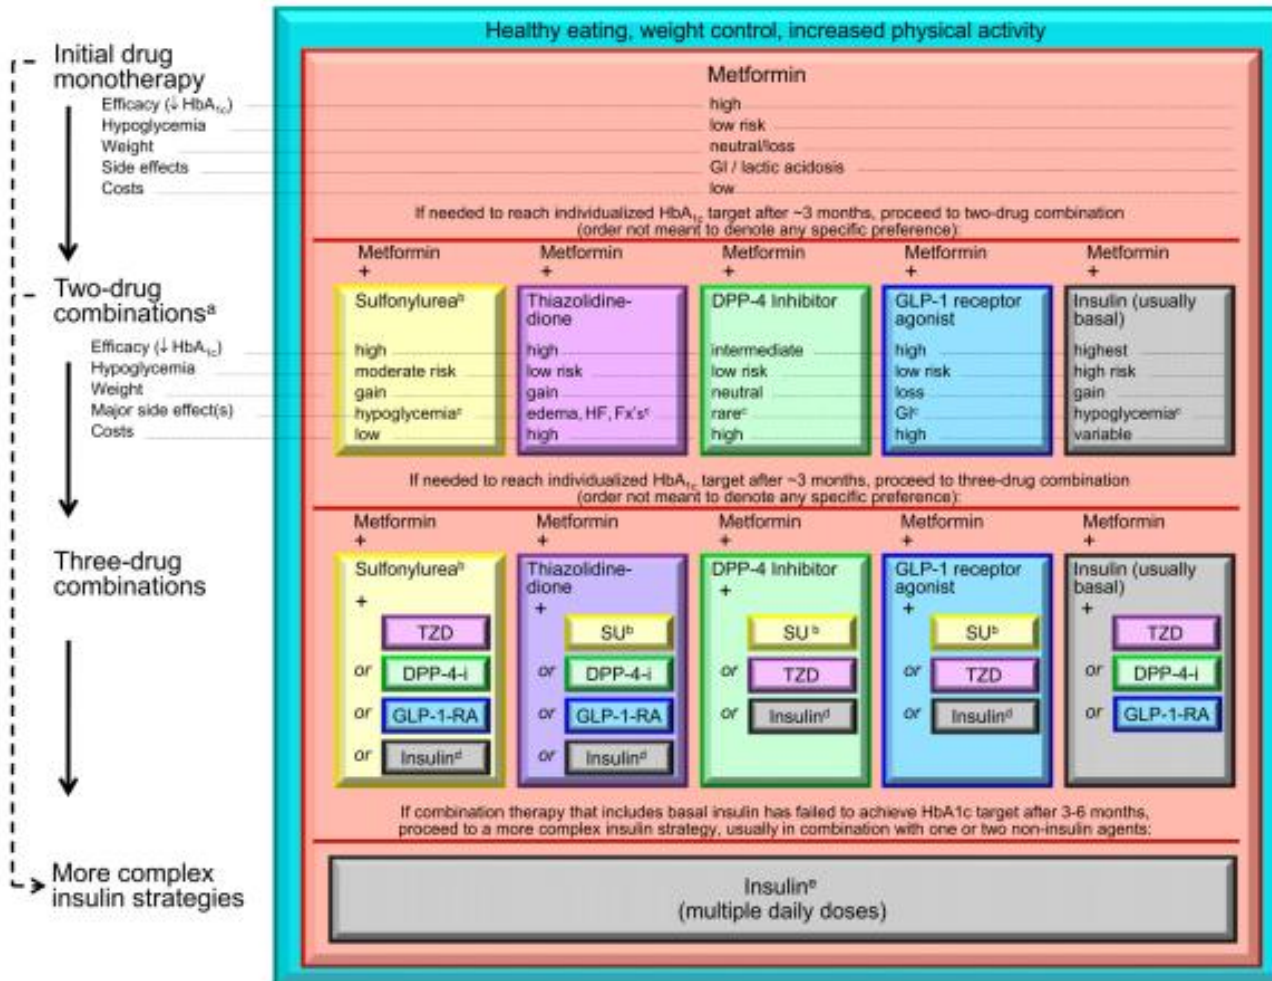 Healthy eating, weight control, increased physical activity
Initial drug
monotherapy
Metformin
Efficacy (↓ HbA1c) high
Hypoglycemia low risk
Weight neutral/loss
Side effects GI / lactic acidosis
Costs low
If needed to reach individualized HbA1c target after ~3 months, proceed to two-drug combination
(order not meant to denote any specific preference):
Metformin Metformin Metformin Metformin Metformin
+ + + + +
Two-drug
combinationsa
Sulfonylureab Thiazolidine- DPP-4 Inhibitor GLP-1 receptor Insulin (usually
dione agonist basal)
Efficacy (↓ HbA1c) high high intermediate high highest
Hypoglycemia moderate risk low risk low risk low risk high risk
Weight gain gain neutral loss gain
Major side effect(s) hypoglycemiac edema, HF, Fx'sc rarec GIc hypoglycemiac
Costs low high high high variable
If needed to reach individualized HbA1c target after ~3 months, proceed to three-drug combination
(order not meant to denote any specific preference):
Metformin Metformin Metformin Metformin Metformin
+ + + + +
Three-drug
combinations
Sulfonylureab Thiazolidine- DPP-4 Inhibitor GLP-1 receptor Insulin (usually
dione agonist basal)
+ + + + +
TZD SUb SUb SUb TZD
or DPP-4-i or DPP-4-i or TZD or TZD or DPP-4-i
or GLP-1-RA or GLP-1-RA or Insulind or Insulind or GLP-1-RA
or Insulind or Insulind
If combination therapy that includes basal insulin has failed to achieve HbA1c target after 3-6 months,
proceed to a more complex insulin strategy, usually in combination with one or two non-insulin agents:
More complex
insulin strategies
Insuline
(multiple daily doses)